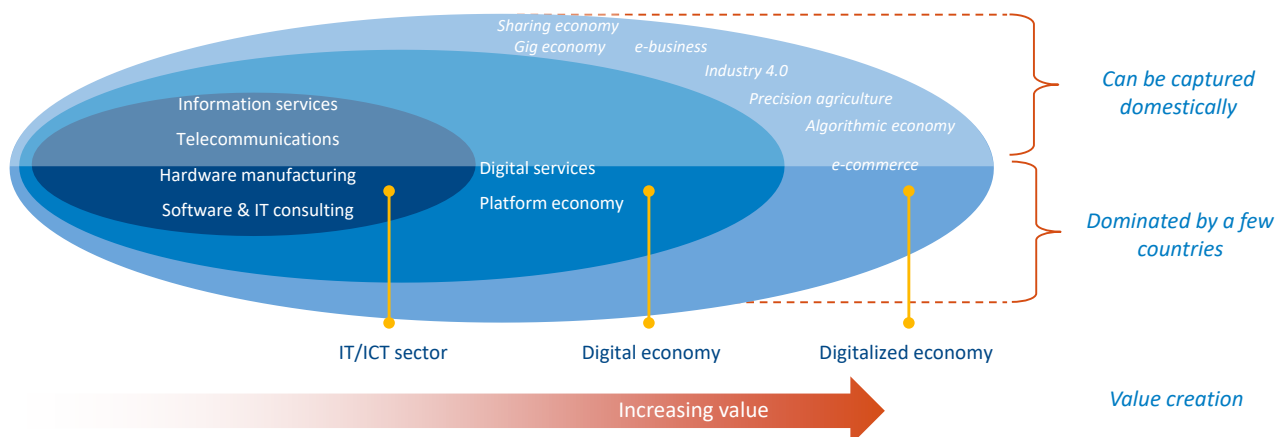 Sharing economy
Gig economy
e-business
Industry 4.0
Precision agriculture
Algorithmic economy
e-commerce
Information services
Telecommunications
Hardware manufacturing
Software & IT consulting
Digital services
Platform economy
Can be captured
domestically
Dominated by a few
countries
IT/ICT sector
Digital economy
Digitalized economy
Increasing value
Value creation